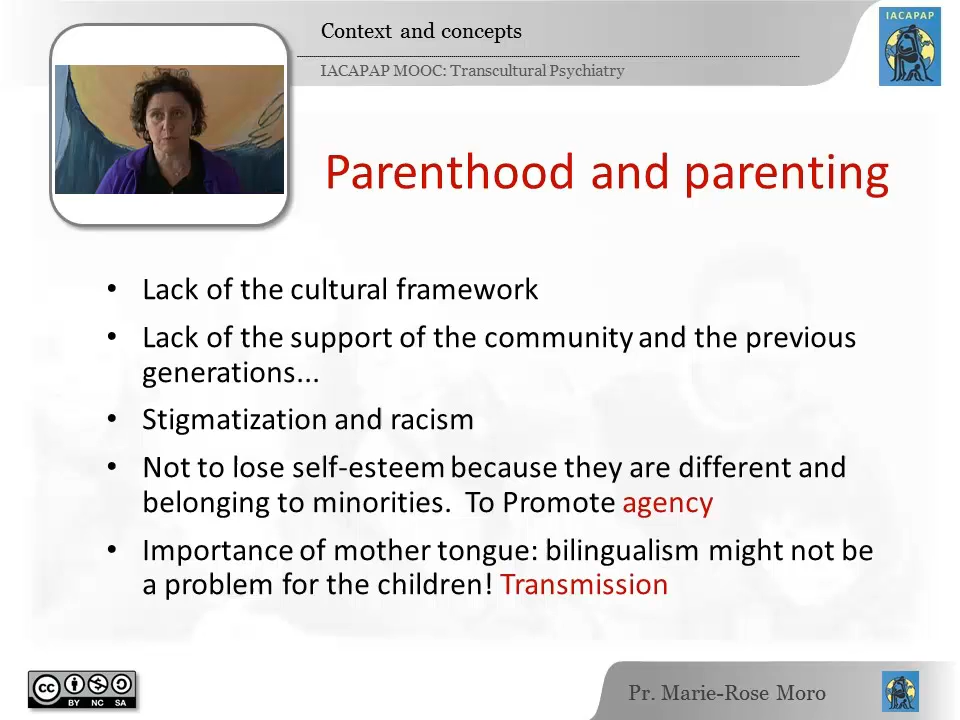 Context and concepts
IACAPAP
IACAPAP MOOC: Transcultural Psychiatry
Parenthood and parenting
• Lack of the cultural framework
• Lack of the support of the community and the previous
generations...
• Stigmatization and racism
• Not to lose self-esteem because they are different and
belonging to minorities. To Promote agency
• Importance of mother tongue: bilingualism might not be
a problem for the children! Transmission
cc
BY NC SA
Pr. Marie-Rose Moro